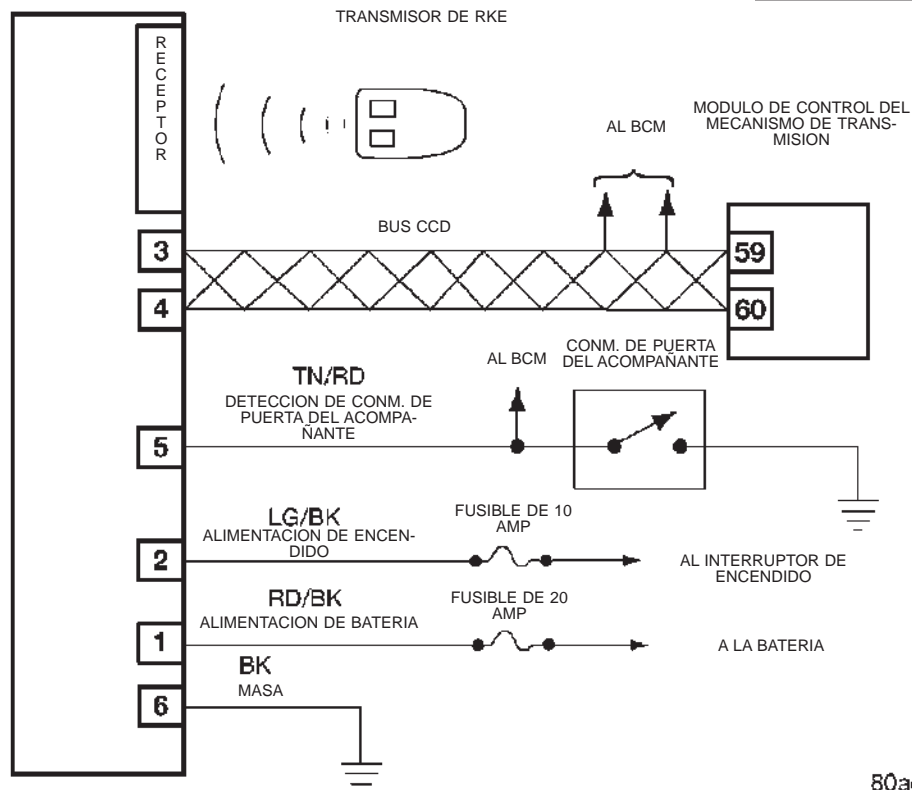 TRANSMISOR DE RKE
RECEPTOR
AL BCM
MODULO DE CONTROL DEL
MECANISMO DE TRANS-
MISION
BUS CCD
3
4
59
60
TN/RD
DETECCION DE CONM. DE
PUERTA DEL ACOMPA-
ÑANTE
AL BCM
CONM. DE PUERTA
DEL ACOMPAÑANTE
5
LG/BK
ALIMENTACION DE ENCEN-
DIDO
FUSIBLE DE 10
AMP
2
AL INTERRUPTOR DE
ENCENDIDO
RD/BK
ALIMENTACION DE BATERIA
FUSIBLE DE 20
AMP
1
A LA BATERIA
BK
MASA
6